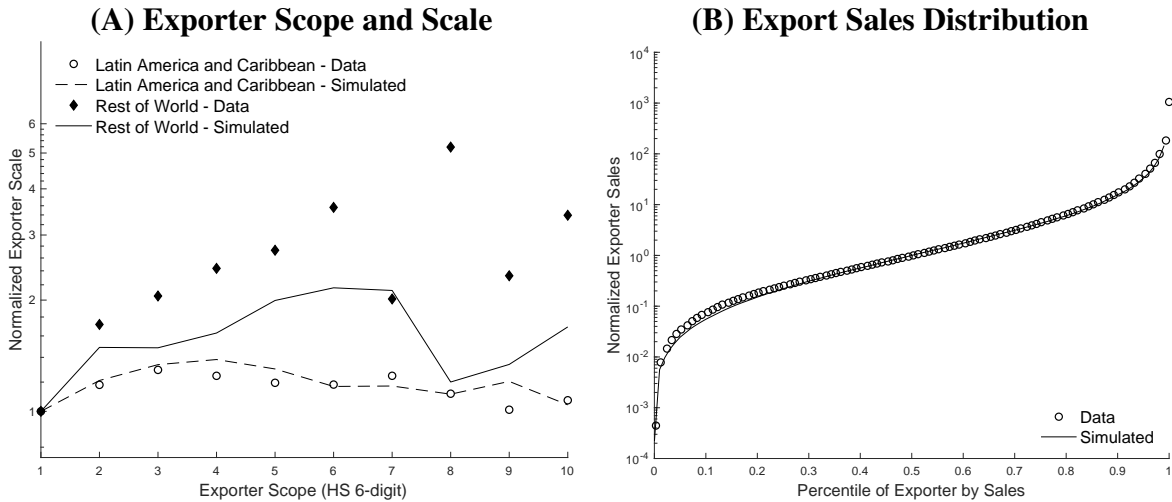 (A) Exporter Scope and Scale
Latin America and Caribbean - Data
Latin America and Caribbean - Simulated
Rest of World - Data
Rest of World - Simulated
Normalized Exporter Scale
6
5
4
3
2
1
1 2 3 4 5 6 7 8 9 10
Exporter Scope (HS 6-digit)
(B) Export Sales Distribution
Normalized Exporter Sales
10^4
10^3
10^2
10^1
10^0
10^-1
10^-2
10^-3
10^-4
0 0.1 0.2 0.3 0.4 0.5 0.6 0.7 0.8 0.9 1
Percentile of Exporter by Sales
Data
Simulated